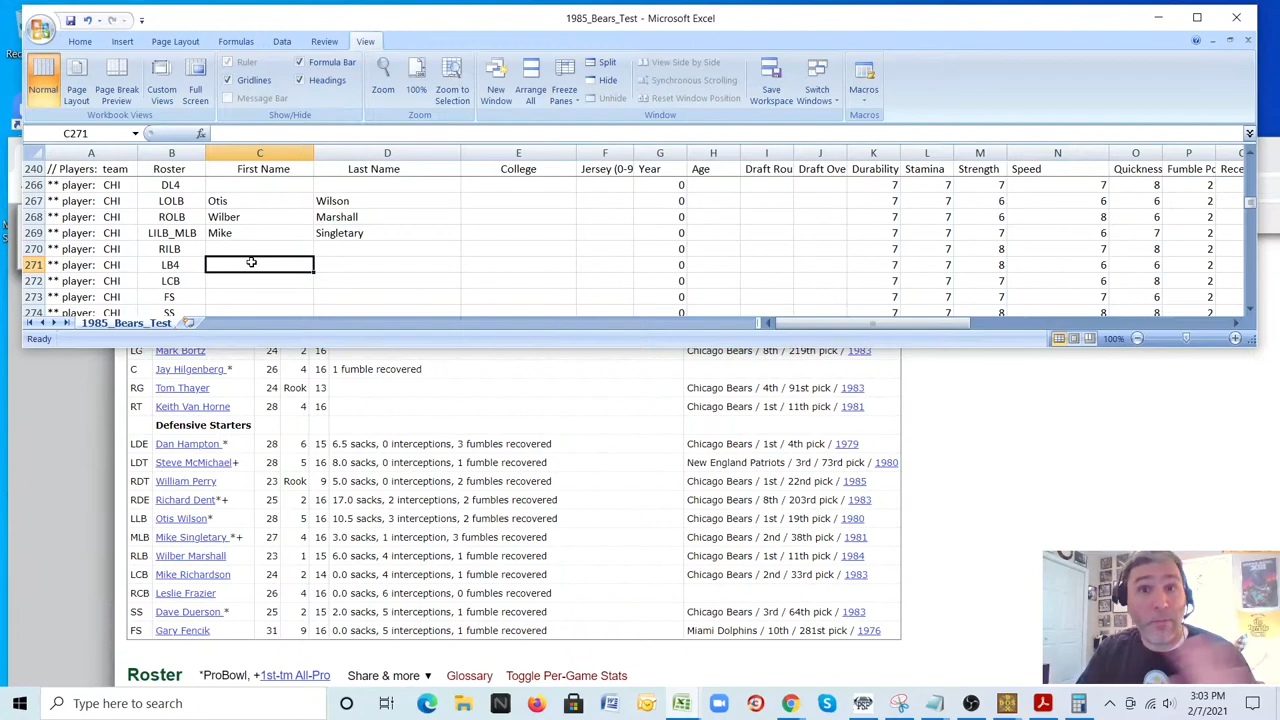 1985_Bears_Test - Microsoft Excel
Home Insert Page Layout Formulas Data Review View
Normal Page Layout Page Break Preview Custom Views Full Screen
Workbook Views
Ruler Formula Bar
Gridlines Headings
Message Bar
Show/Hide
Zoom 100% Zoom to Selection
Zoom
New Window Arrange All Freeze Panes
Split
Hide
Unhide
View Side by Side
Synchronous Scrolling
Reset Window Position
Window
Save Workspace Switch Windows
Macros
Macros
C271 fx
A B C D E F G H I J K L M N O P
240 // Players: team Roster First Name Last Name College Jersey (0-9 Year Age Draft Rou Draft Ove Durability Stamina Strength Speed Quickness Fumble Po Rece
266 ** player: CHI DL4 0 7 7 7 7 8 2
267 ** player: CHI LOLB Otis Wilson 0 7 7 6 7 6 2
268 ** player: CHI ROLB Wilber Marshall 0 7 7 6 8 6 2
269 ** player: CHI LILB_MLB Mike Singletary 0 7 7 6 6 7 2
270 ** player: CHI RILB 0 7 7 8 7 8 2
271 ** player: CHI LB4 0 7 7 8 6 6 2
272 ** player: CHI LCB 0 7 7 7 6 8 2
273 ** player: CHI FS 0 7 7 7 7 6 2
274 ** player: CHI SS 0 7 7 8 8 8 2
1985_Bears_Test
Ready 100%
LG Mark Bortz 24 2 16 Chicago Bears / 8th / 219th pick / 1983
C Jay Hilgenberg * 26 4 16 1 fumble recovered
RG Tom Thayer 24 Rook 13 Chicago Bears / 4th / 91st pick / 1983
RT Keith Van Horne 28 4 16 Chicago Bears / 1st / 11th pick / 1981
Defensive Starters
LDE Dan Hampton * 28 6 15 6.5 sacks, 0 interceptions, 3 fumbles recovered Chicago Bears / 1st / 4th pick / 1979
LDT Steve McMichael+ 28 5 16 8.0 sacks, 0 interceptions, 1 fumble recovered New England Patriots / 3rd / 73rd pick / 1980
RDT William Perry 23 Rook 9 5.0 sacks, 0 interceptions, 2 fumbles recovered Chicago Bears / 1st / 22nd pick / 1985
RDE Richard Dent*+ 25 2 16 17.0 sacks, 2 interceptions, 2 fumbles recovered Chicago Bears / 8th / 203rd pick / 1983
LLB Otis Wilson* 28 5 16 10.5 sacks, 3 interceptions, 2 fumbles recovered Chicago Bears / 1st / 19th pick / 1980
MLB Mike Singletary *+ 27 4 16 3.0 sacks, 1 interception, 3 fumbles recovered Chicago Bears / 2nd / 38th pick / 1981
RLB Wilber Marshall 23 1 15 6.0 sacks, 4 interceptions, 1 fumble recovered Chicago Bears / 1st / 11th pick / 1984
LCB Mike Richardson 24 2 14 0.0 sacks, 4 interceptions, 1 fumble recovered Chicago Bears / 2nd / 33rd pick / 1983
RCB Leslie Frazier 26 4 16 0.0 sacks, 6 interceptions, 0 fumbles recovered
SS Dave Duerson * 25 2 15 2.0 sacks, 5 interceptions, 1 fumble recovered Chicago Bears / 3rd / 64th pick / 1983
FS Gary Fencik 31 9 16 0.0 sacks, 5 interceptions, 1 fumble recovered Miami Dolphins / 10th / 281st pick / 1976
Roster *ProBowl, +1st-tm All-Pro Share & more Glossary Toggle Per-Game Stats
Type here to search
3:03 PM
2/7/2021